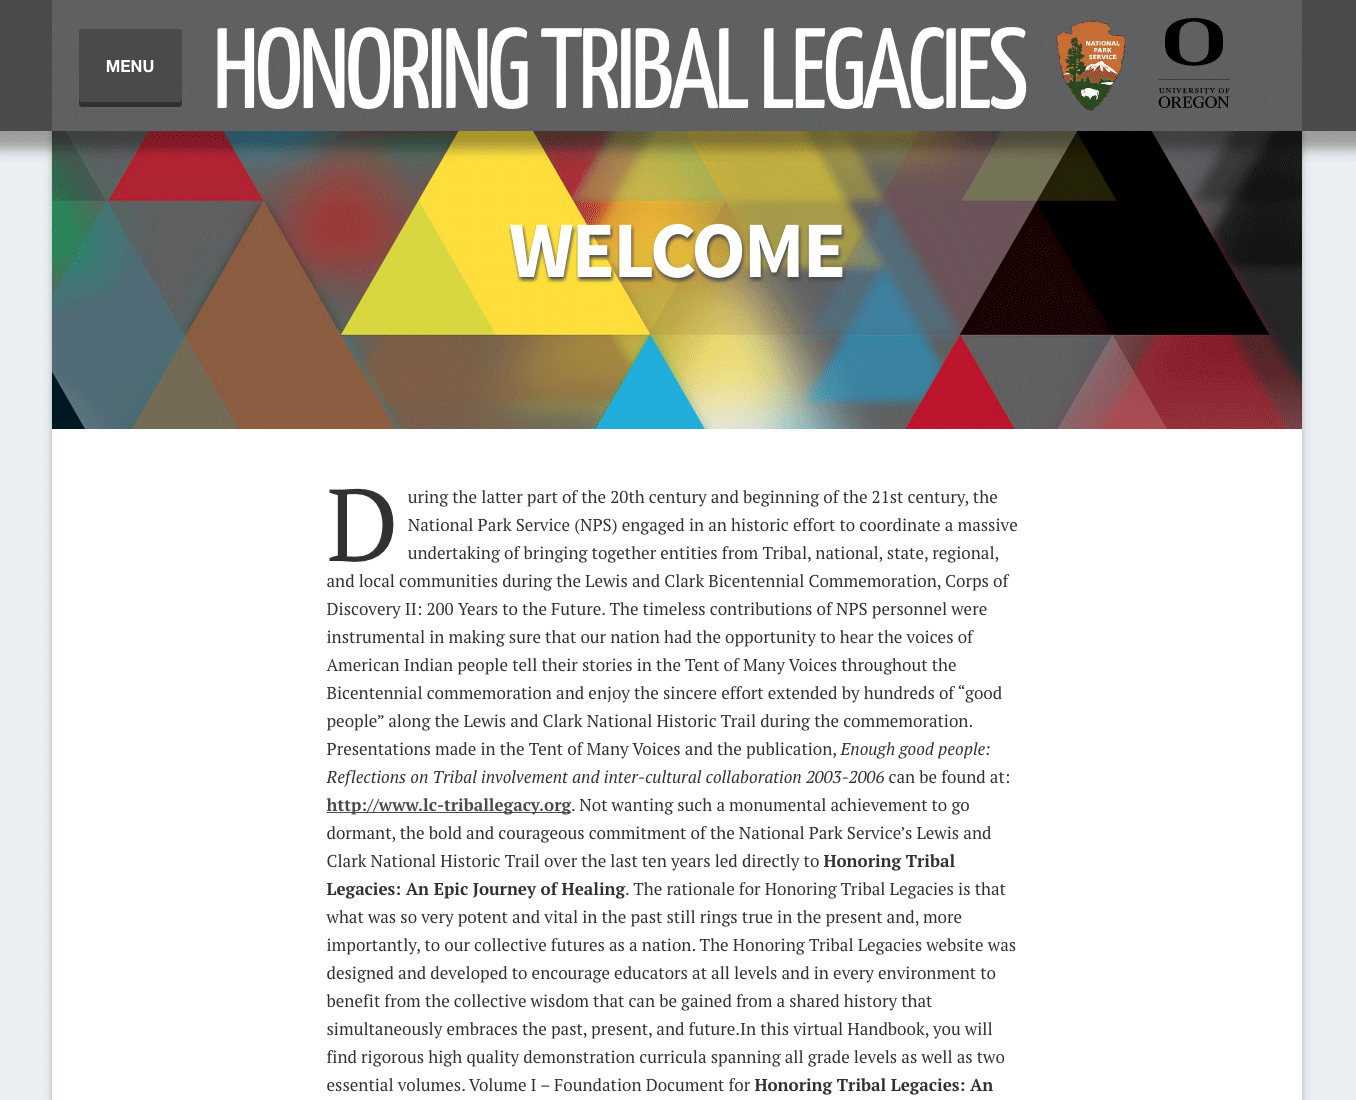 MENU
HONORING TRIBAL LEGACIES
NATIONAL
PARK
SERVICE
O
UNIVERSITY OF
OREGON
WELCOME
During the latter part of the 20th century and beginning of the 21st century, the
National Park Service (NPS) engaged in an historic effort to coordinate a massive
undertaking of bringing together entities from Tribal, national, state, regional,
and local communities during the Lewis and Clark Bicentennial Commemoration, Corps of
Discovery II: 200 Years to the Future. The timeless contributions of NPS personnel were
instrumental in making sure that our nation had the opportunity to hear the voices of
American Indian people tell their stories in the Tent of Many Voices throughout the
Bicentennial commemoration and enjoy the sincere effort extended by hundreds of “good
people” along the Lewis and Clark National Historic Trail during the commemoration.
Presentations made in the Tent of Many Voices and the publication, Enough good people:
Reflections on Tribal involvement and inter-cultural collaboration 2003-2006 can be found at:
http://www.lc-triballegacy.org. Not wanting such a monumental achievement to go
dormant, the bold and courageous commitment of the National Park Service’s Lewis and
Clark National Historic Trail over the last ten years led directly to Honoring Tribal
Legacies: An Epic Journey of Healing. The rationale for Honoring Tribal Legacies is that
what was so very potent and vital in the past still rings true in the present and, more
importantly, to our collective futures as a nation. The Honoring Tribal Legacies website was
designed and developed to encourage educators at all levels and in every environment to
benefit from the collective wisdom that can be gained from a shared history that
simultaneously embraces the past, present, and future.In this virtual Handbook, you will
find rigorous high quality demonstration curricula spanning all grade levels as well as two
essential volumes. Volume I – Foundation Document for Honoring Tribal Legacies: An